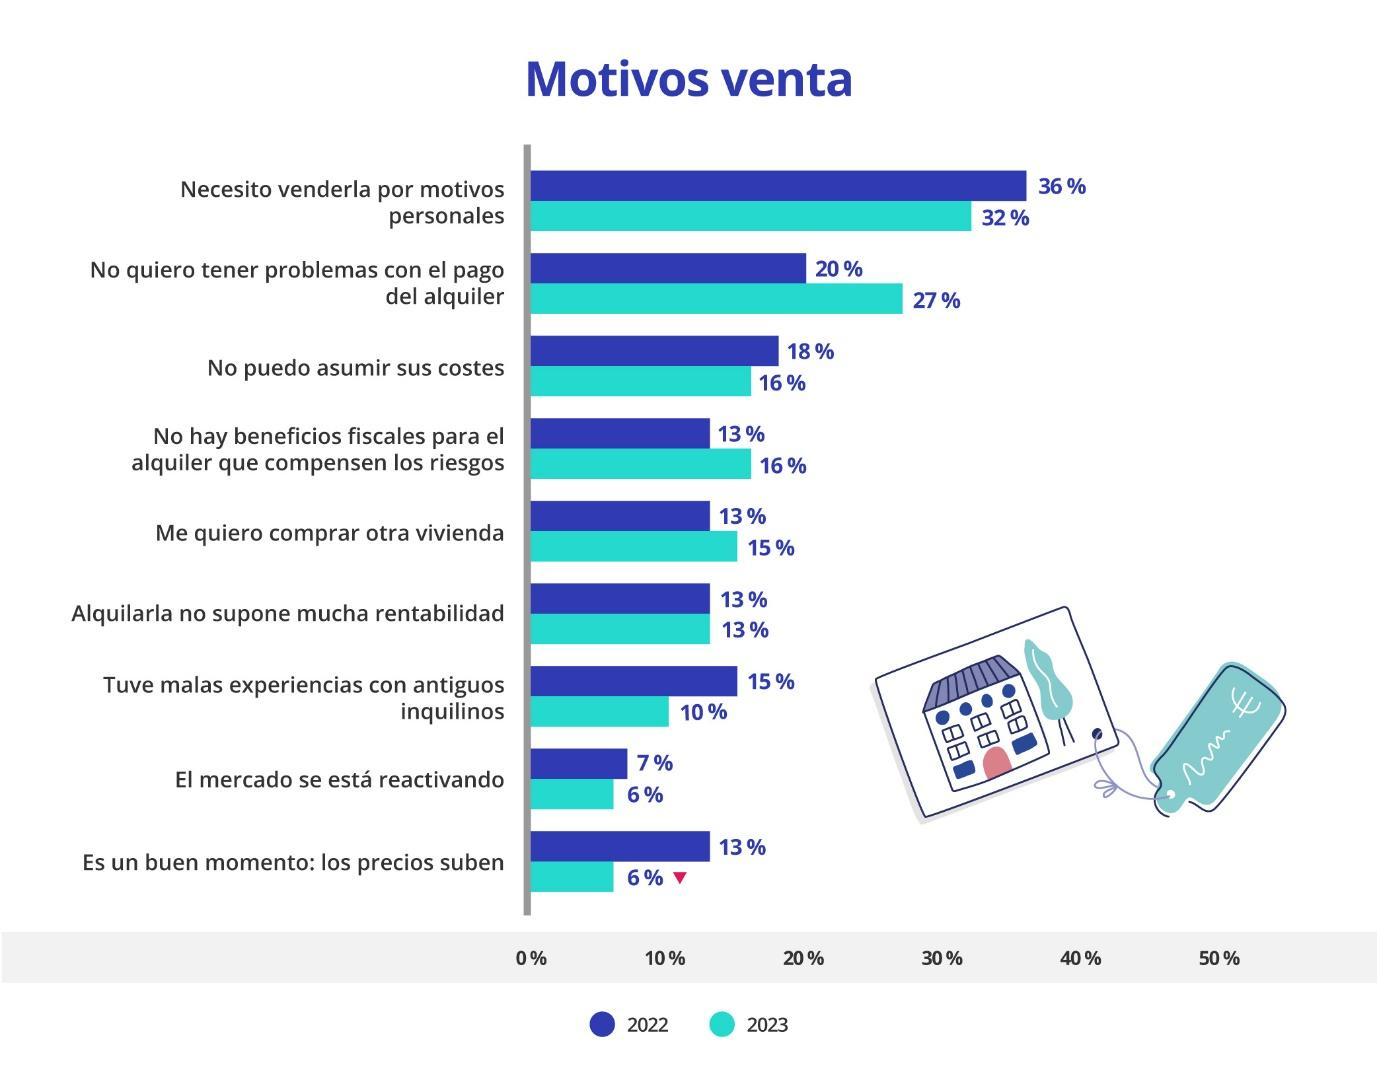 Motivos venta
Necesito venderla por motivos
personales
36 %
32 %
No quiero tener problemas con el pago
del alquiler
20 %
27 %
No puedo asumir sus costes
18 %
16 %
No hay beneficios fiscales para el
alquiler que compensen los riesgos
13 %
16 %
Me quiero comprar otra vivienda
13 %
15 %
Alquilarla no supone mucha rentabilidad
13 %
13 %
Tuve malas experiencias con antiguos
inquilinos
15 %
10 %
El mercado se está reactivando
7 %
6 %
Es un buen momento: los precios suben
13 %
6 %
€
0 % 10 % 20 % 30 % 40 % 50 %
2022 2023